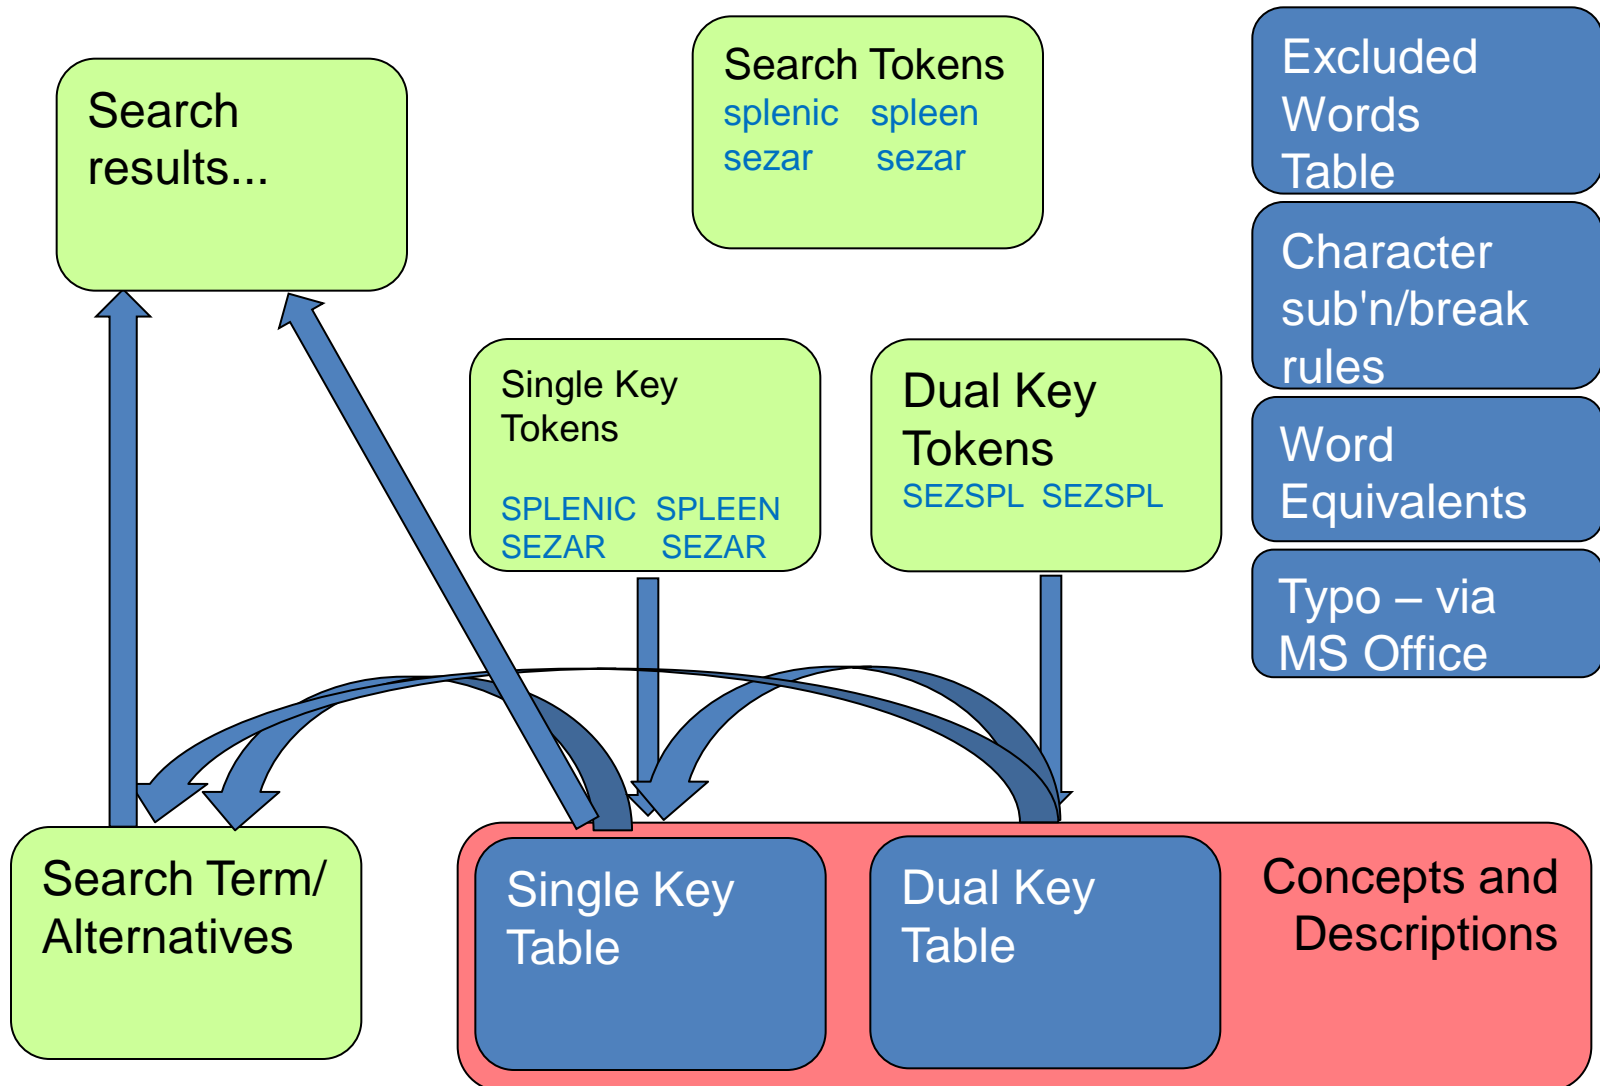 Search
results...
Search Tokens
splenic spleen
sezar sezar
Excluded
Words
Table
Character
sub'n/break
rules
Word
Equivalents
Typo – via
MS Office
Single Key
Tokens
SPLENIC SPLEEN
SEZAR SEZAR
Dual Key
Tokens
SEZSPL SEZSPL
Search Term/
Alternatives
Single Key
Table
Dual Key
Table
Concepts and
Descriptions